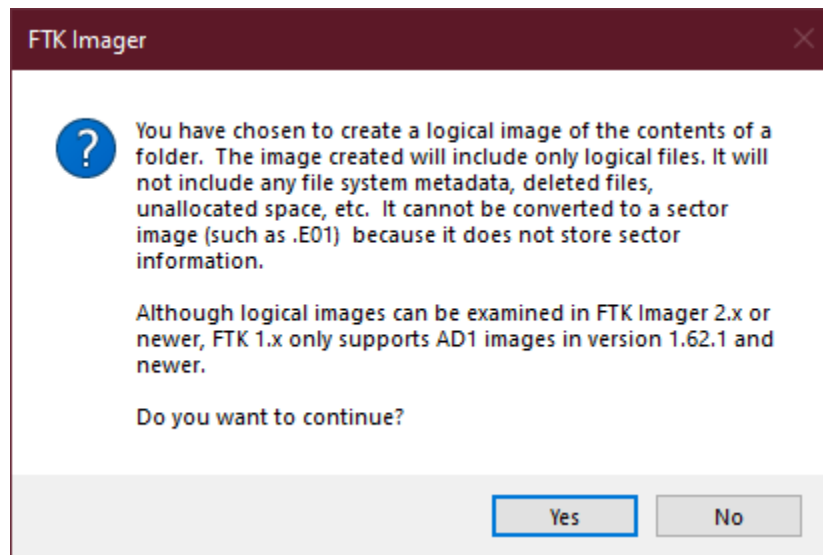 FTK Imager
You have chosen to create a logical image of the contents of a
folder.  The image created will include only logical files. It will
not include any file system metadata, deleted files,
unallocated space, etc.  It cannot be converted to a sector
image (such as .E01)  because it does not store sector
information.
Although logical images can be examined in FTK Imager 2.x or
newer, FTK 1.x only supports AD1 images in version 1.62.1 and
newer.
Do you want to continue?
Yes
No